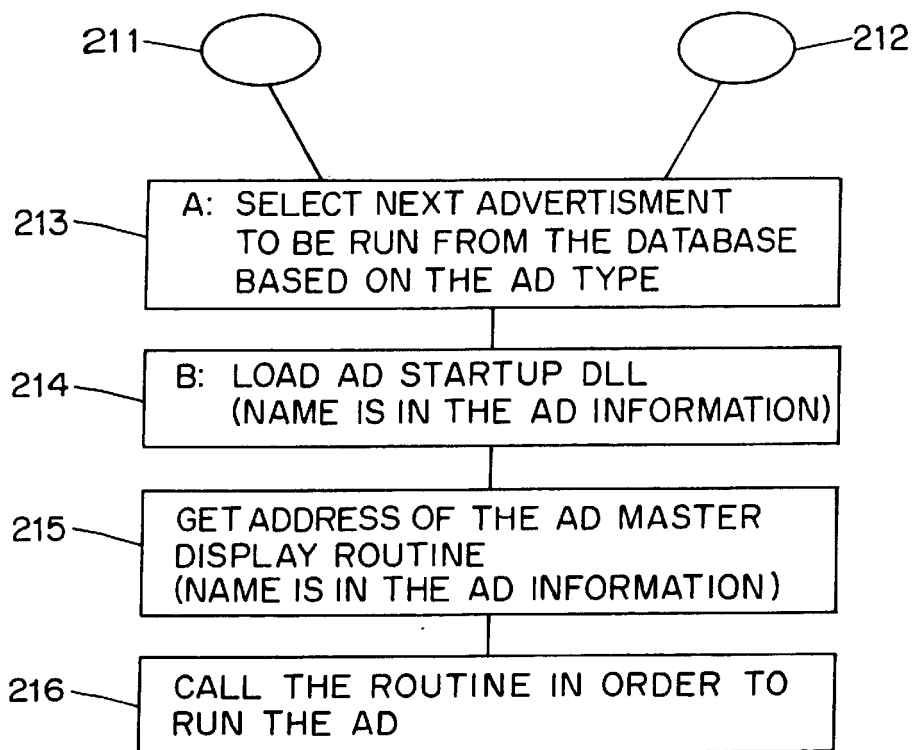 211
212
213
A: SELECT NEXT ADVERTISMENT
TO BE RUN FROM THE DATABASE
BASED ON THE AD TYPE
214
B: LOAD AD STARTUP DLL
(NAME IS IN THE AD INFORMATION)
215
GET ADDRESS OF THE AD MASTER
DISPLAY ROUTINE
(NAME IS IN THE AD INFORMATION)
216
CALL THE ROUTINE IN ORDER TO
RUN THE AD